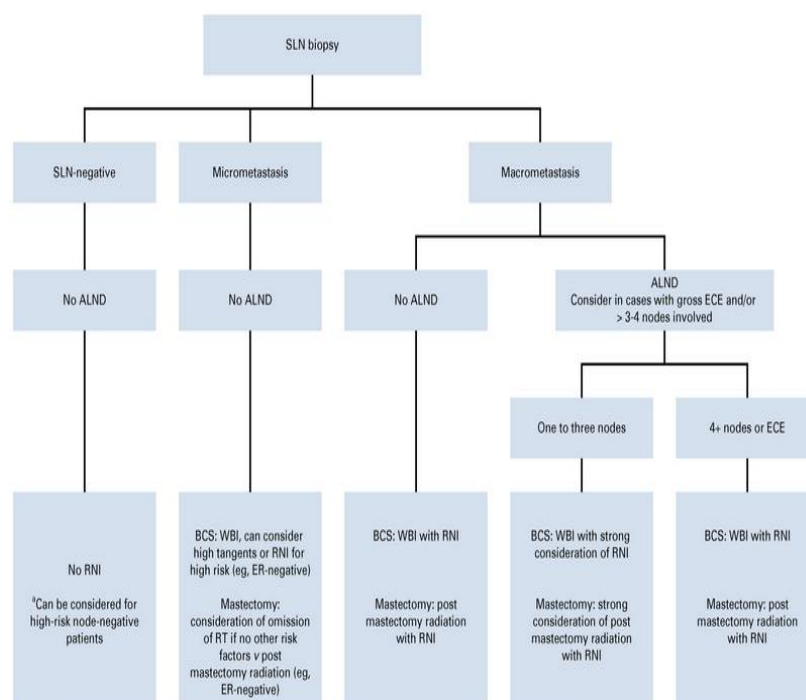 SLN biopsy
SLN-negative
Micrometastasis
Macrometastasis
No ALND
No ALND
No ALND
ALND
Consider in cases with gross ECE and/or
> 3-4 nodes involved
One to three nodes
4+ nodes or ECE
No RNI
ᵃCan be considered for
high-risk node-negative
patients
BCS: WBI, can consider
high tangents or RNI for
high risk (eg, ER-negative)
Mastectomy:
consideration of omission
of RT if no other risk
factors v post
mastectomy radiation (eg,
ER-negative)
BCS: WBI with RNI
Mastectomy: post
mastectomy radiation
with RNI
BCS: WBI with strong
consideration of RNI
Mastectomy: strong
consideration of post
mastectomy radiation
with RNI
BCS: WBI with RNI
Mastectomy: post
mastectomy radiation
with RNI